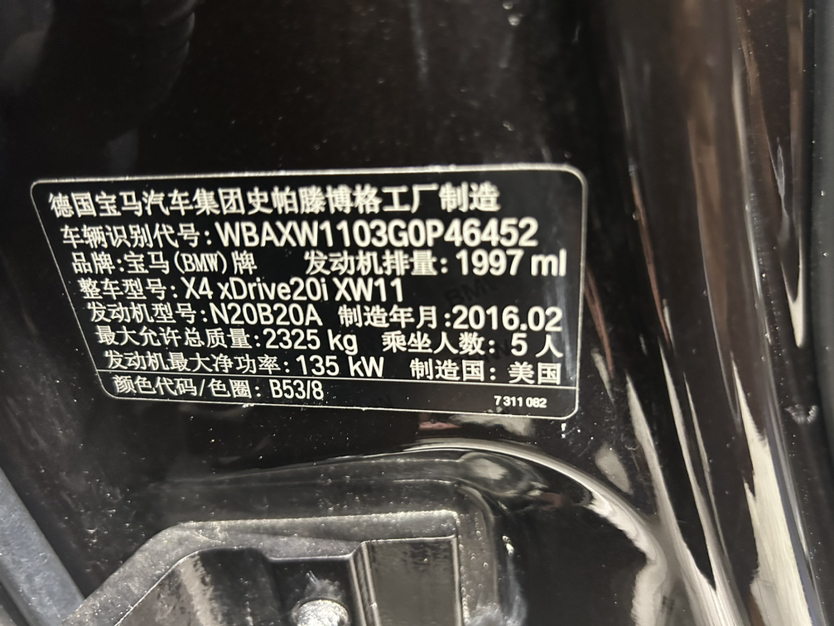 德国宝马汽车集团史帕滕博格工厂制造
车辆识别代号:WBAXW1103G0P46452
品牌:宝马(BMW)牌 发动机排量:1997 ml
整车型号:X4 xDrive20i XW11
发动机型号:N20B20A 制造年月:2016.02
最大允许总质量:2325 kg 乘坐人数: 5 人
发动机最大净功率:135 kW 制造国: 美国
颜色代码/色圈: B53/8 7 311 082